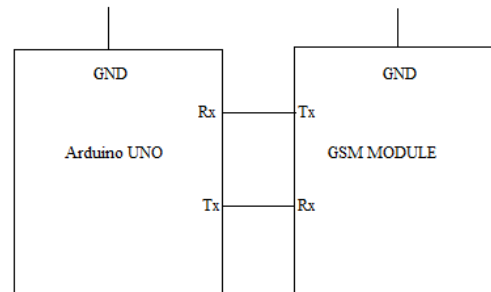 GND
GND
Rx
Tx
Arduino UNO
GSM MODULE
Tx
Rx